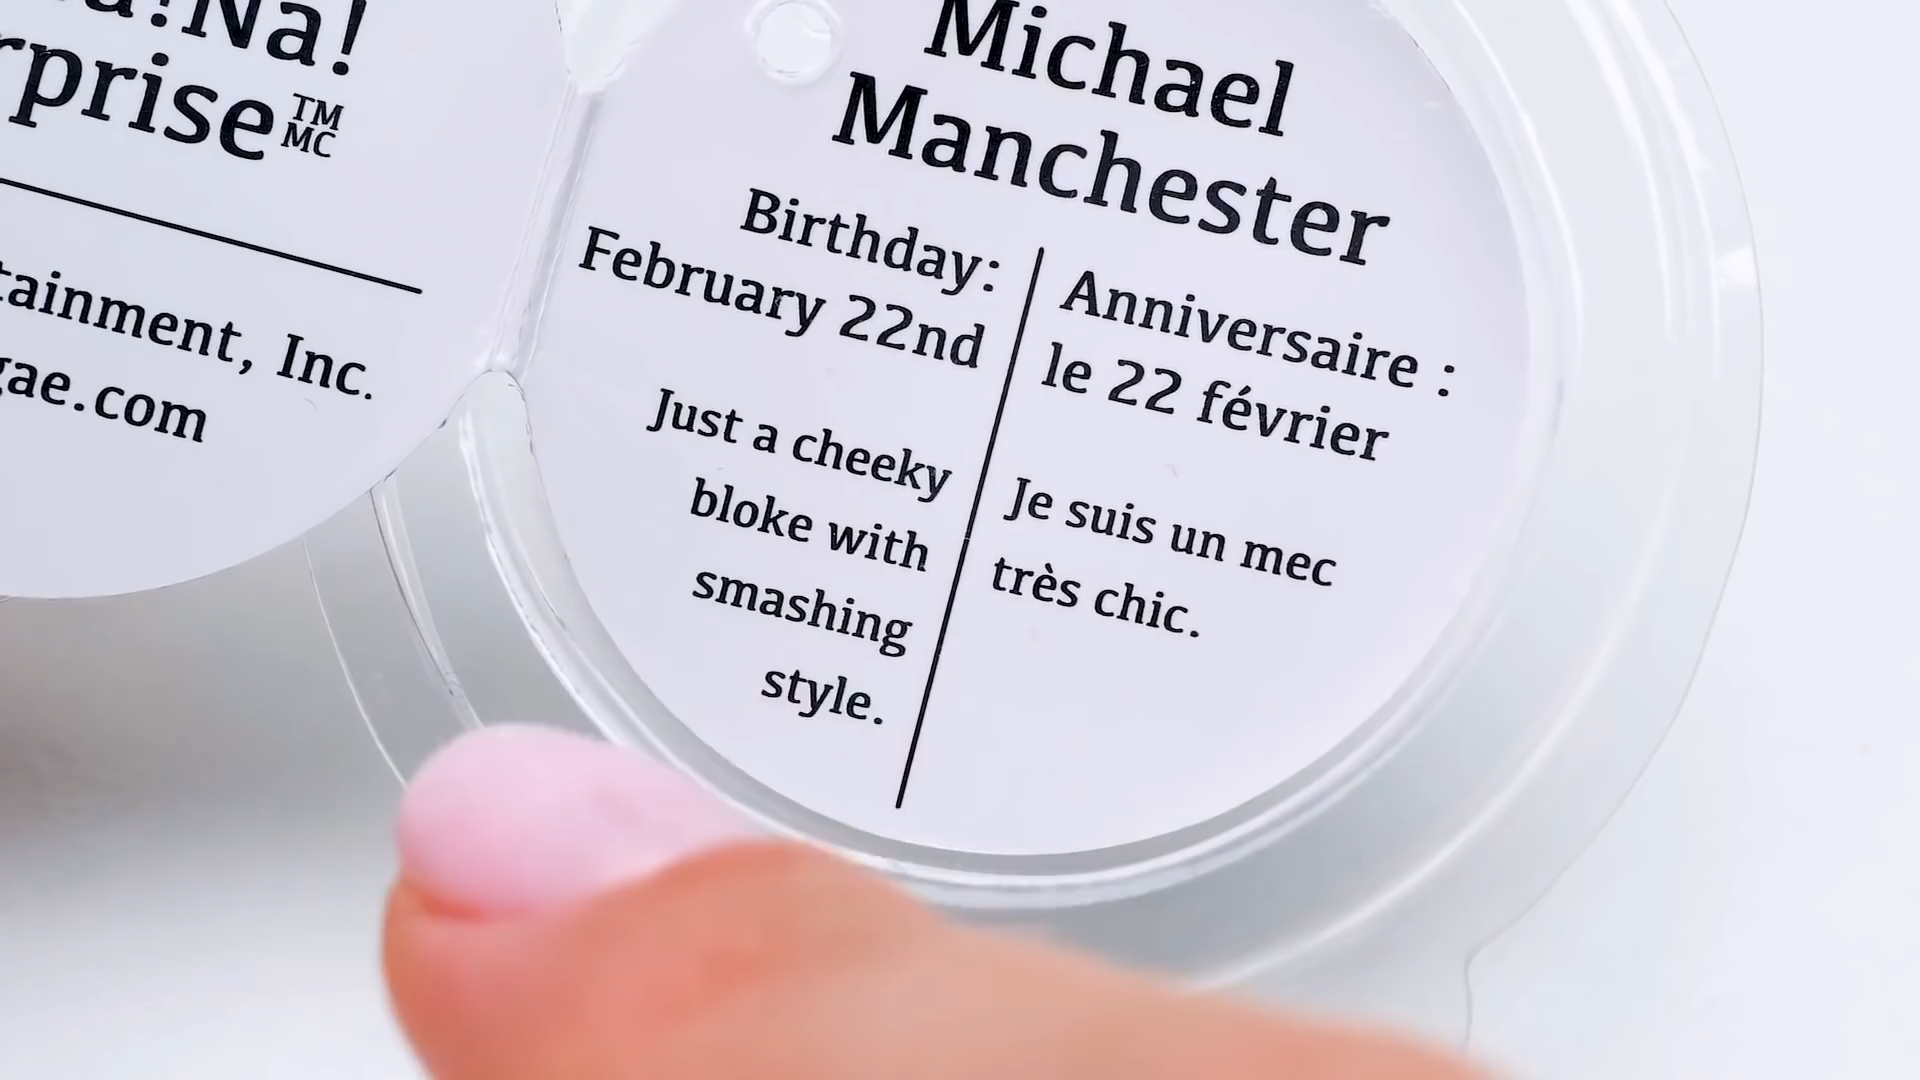 Na!
TM
MC
tainment, Inc.
gae.com
Michael
Manchester
Birthday:
February 22nd
Just a cheeky
bloke with
smashing
style.
Anniversaire :
le 22 février
Je suis un mec
très chic.